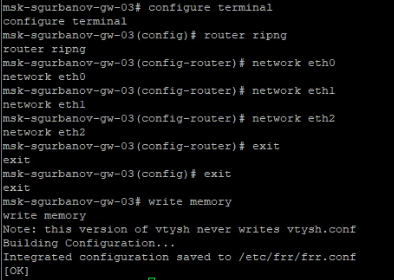 msk-sgurbanov-gw-03# configure terminal
configure terminal
msk-sgurbanov-gw-03(config)# router ripng
router ripng
msk-sgurbanov-gw-03(config-router)# network eth0
network eth0
msk-sgurbanov-gw-03(config-router)# network eth1
network eth1
msk-sgurbanov-gw-03(config-router)# network eth2
network eth2
msk-sgurbanov-gw-03(config-router)# exit
exit
msk-sgurbanov-gw-03(config)# exit
exit
msk-sgurbanov-gw-03# write memory
write memory
Note: this version of vtysh never writes vtysh.conf
Building Configuration...
Integrated configuration saved to /etc/frr/frr.conf
[OK]